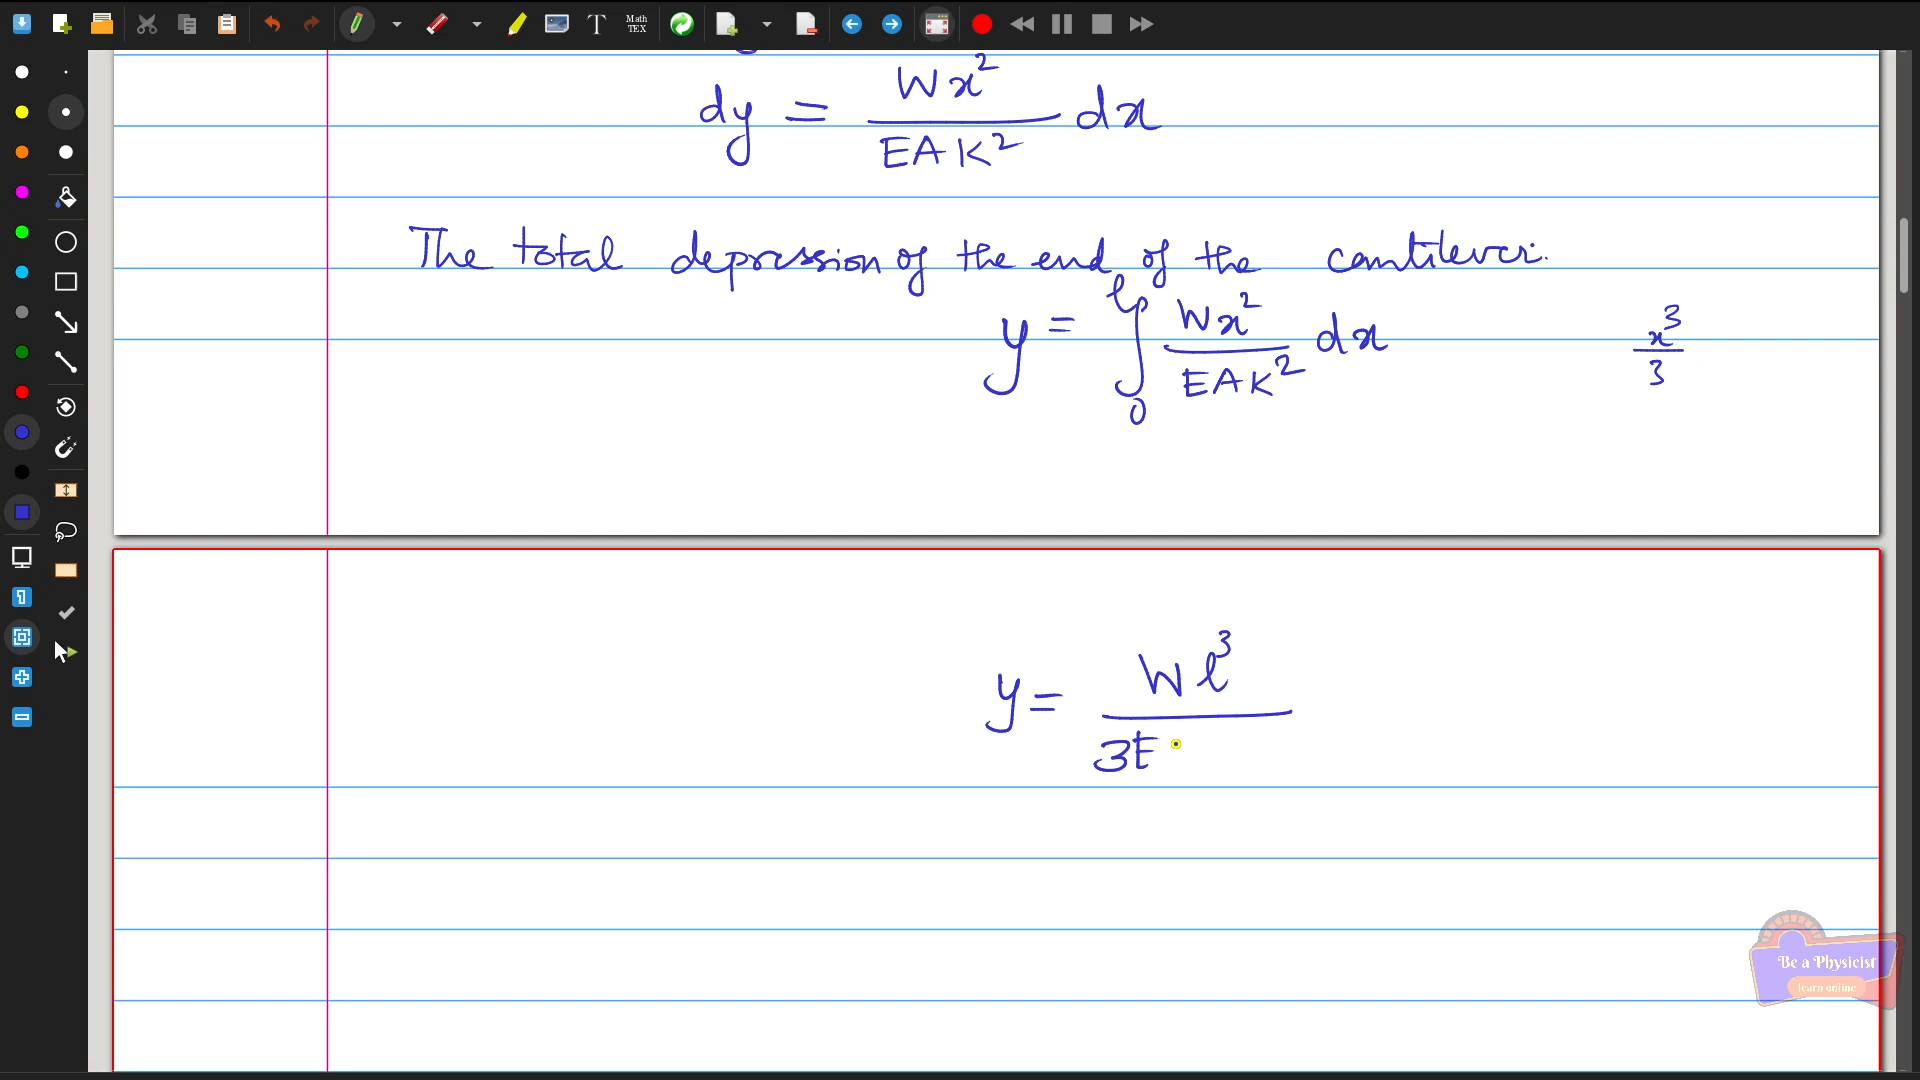 Math
TEX
dy = Wx²/EAK² dx
The total depression of the end of the cantilever.
y = ∫₀ˡ Wx²/EAK² dx
x³/3
y = Wl³/3E
Be a Physicist
learn online